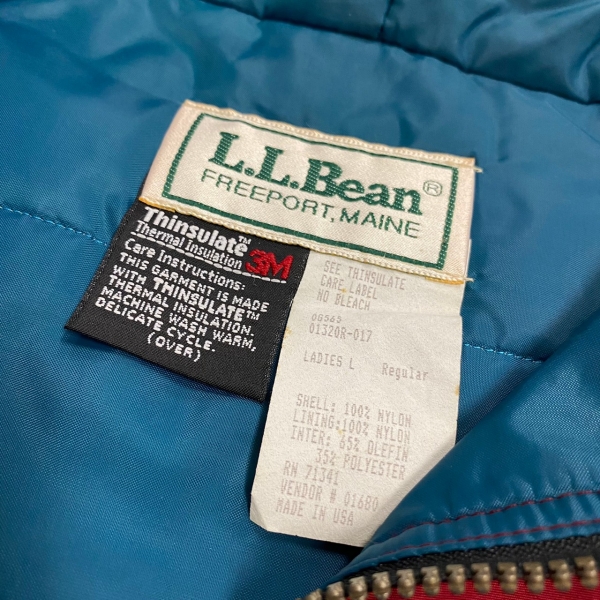 L.L.Bean®
FREEPORT, MAINE
Thinsulate™
Thermal Insulation
3M
Care Instructions:
THIS GARMENT IS MADE
WITH THINSULATE™
THERMAL INSULATION.
MACHINE WASH WARM,
DELICATE CYCLE.
(OVER)
SEE THINSULATE
CARE LABEL
NO BLEACH
0G565
01320R-017
LADIES L Regular
SHELL: 100% NYLON
LINING:100% NYLON
INTER: 65% OLEFIN
35% POLYESTER
RN 71341
VENDOR # 01680
MADE IN USA